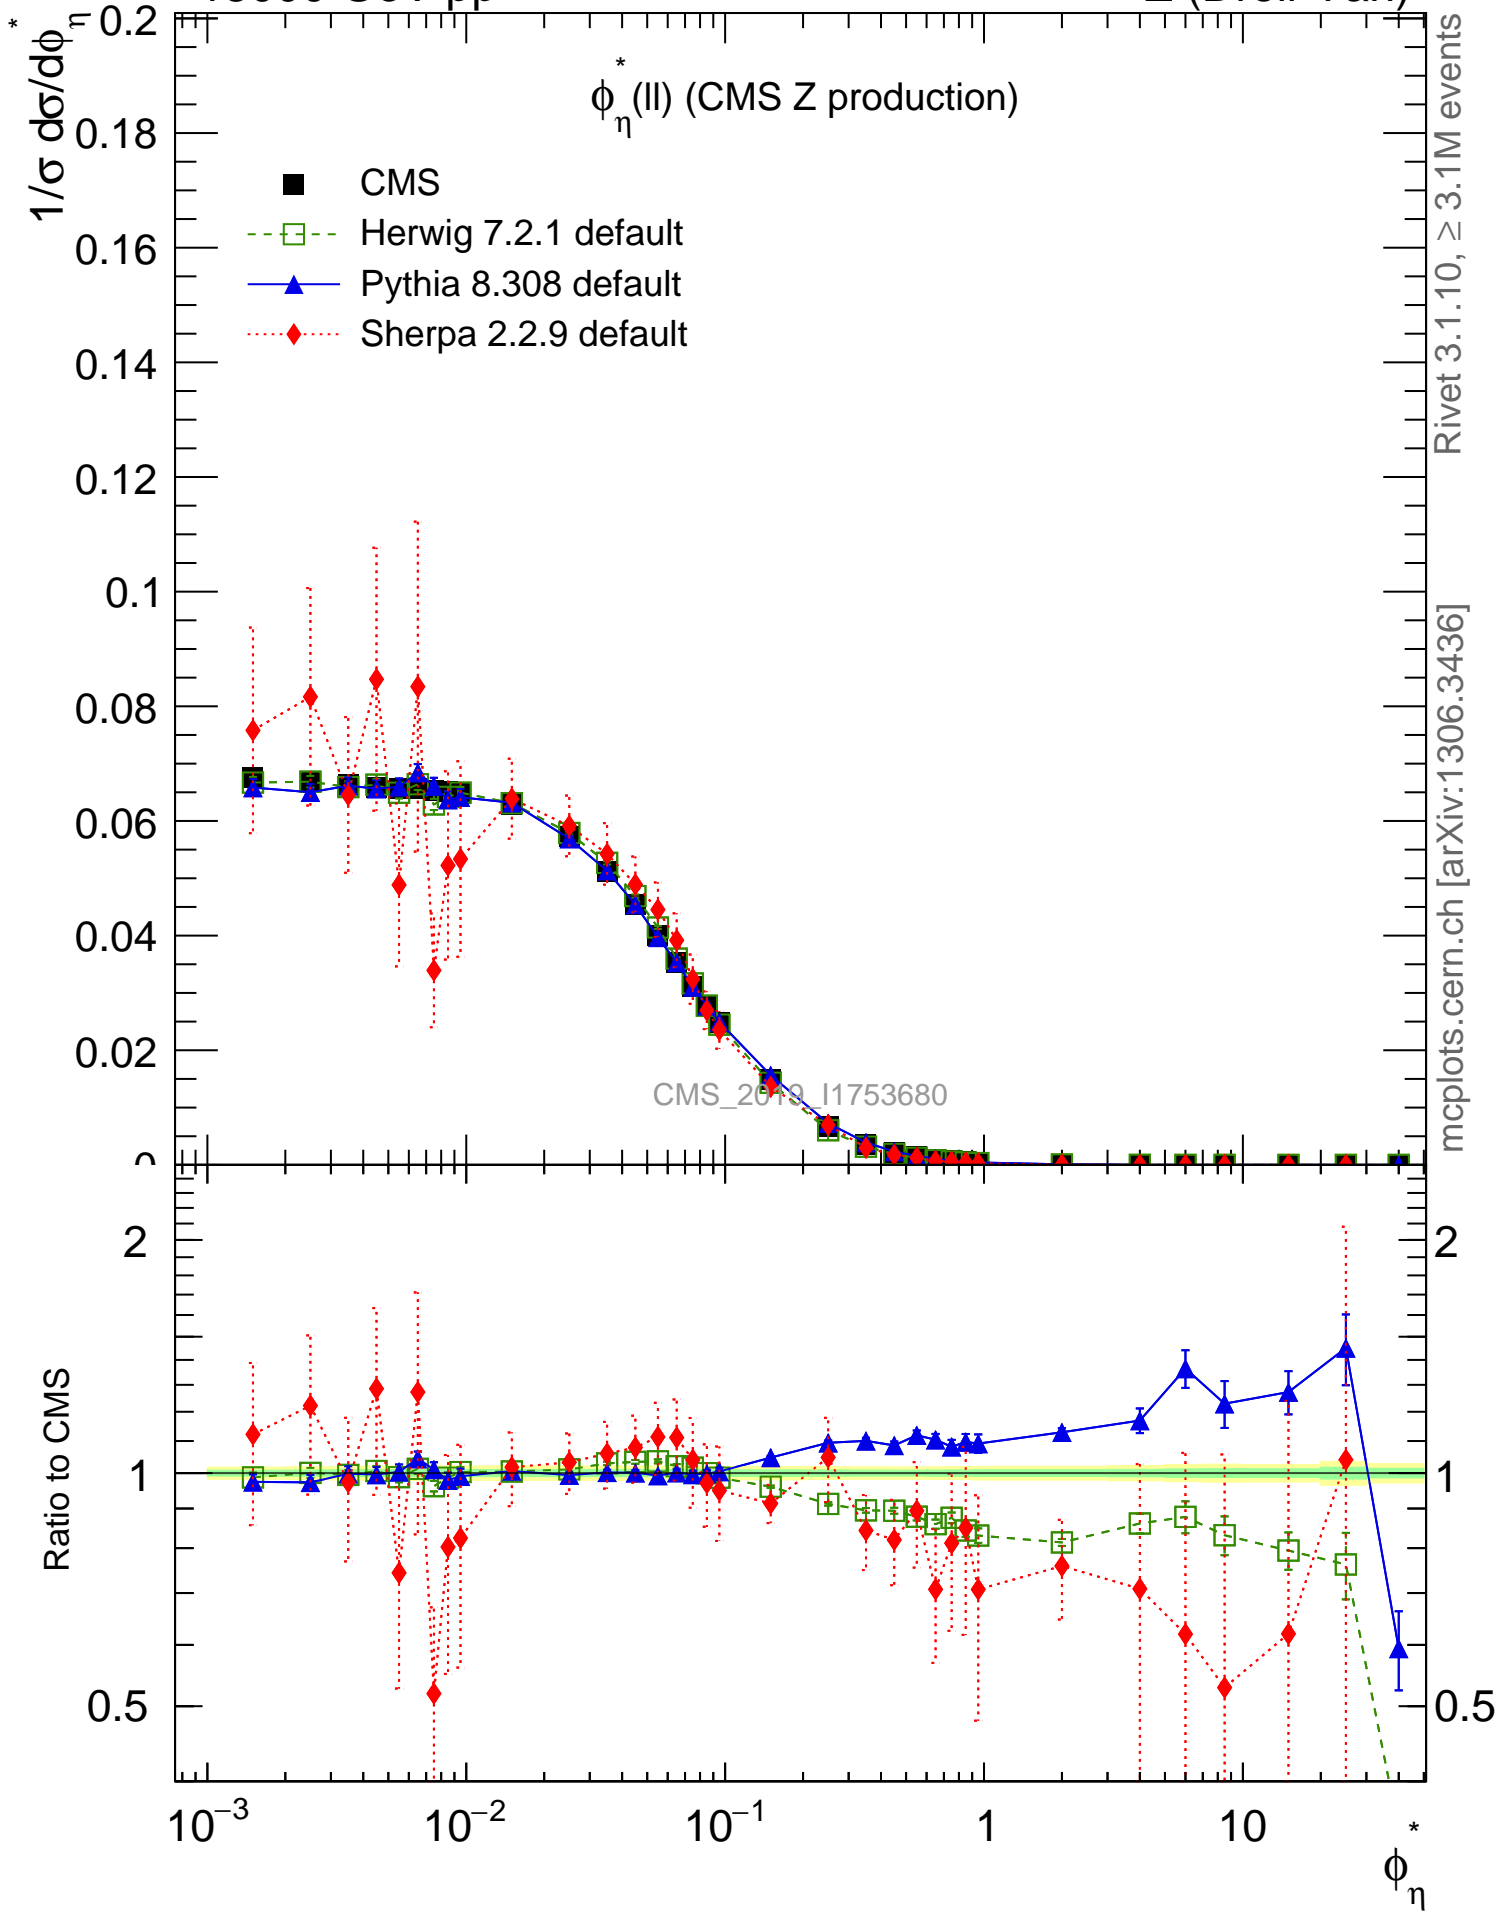 1/σ dσ/dφ*η
φ*η(ll) (CMS Z production)
CMS
Herwig 7.2.1 default
Pythia 8.308 default
Sherpa 2.2.9 default
0.2
0.18
0.16
0.14
0.12
0.1
0.08
0.06
0.04
0.02
CMS_2019_I1753680
Rivet 3.1.10, ≥ 3.1M events
mcplots.cern.ch [arXiv:1306.3436]
Ratio to CMS
2
1
0.5
2
1
0.5
10−3 10−2 10−1 1 10
φ*η